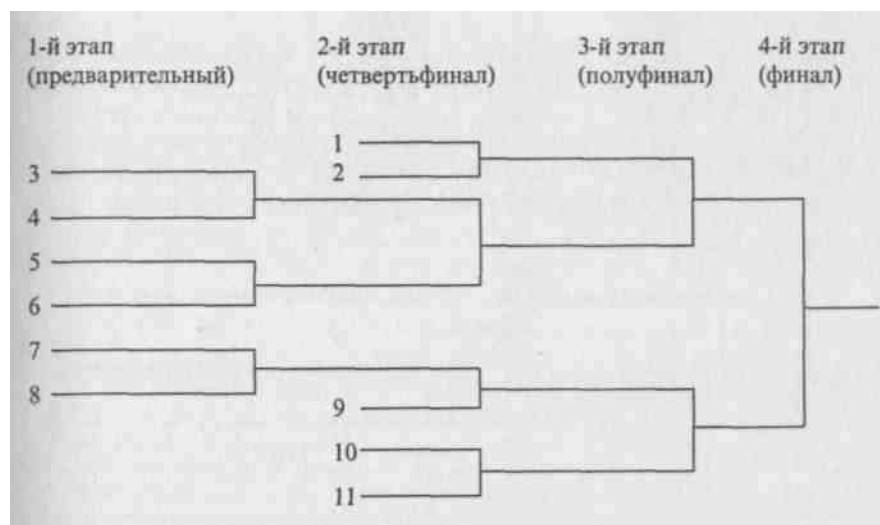 1-й этап
(предварительный)
2-й этап
(четвертьфинал)
3-й этап
(полуфинал)
4-й этап
(финал)
1
2
3
4
5
6
7
8
9
10
11